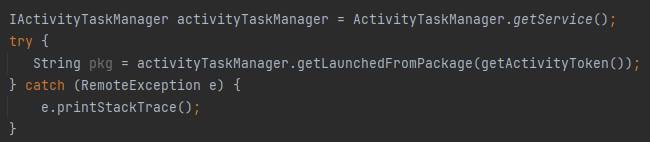 IActivityTaskManager activityTaskManager = ActivityTaskManager.getService();
try {
String pkg = activityTaskManager.getLaunchedFromPackage(getActivityToken());
} catch (RemoteException e) {
e.printStackTrace();
}